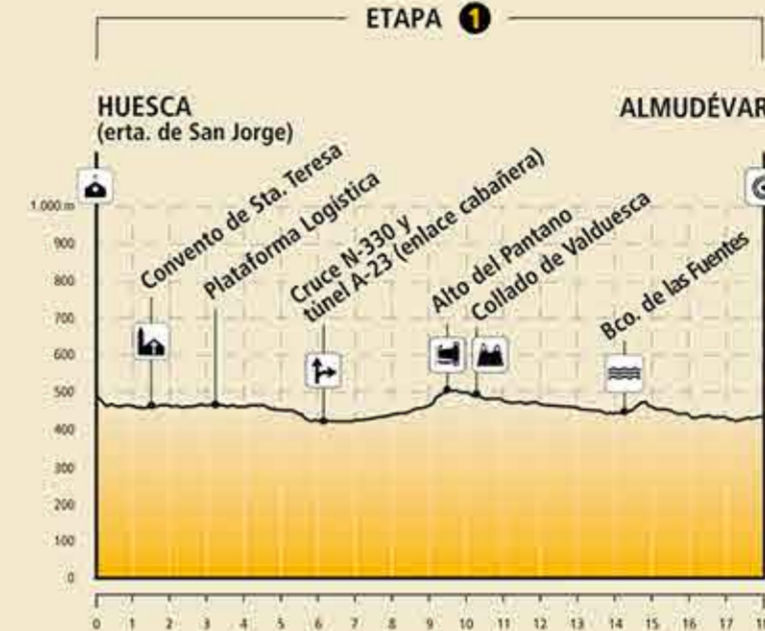 ETAPA 1
HUESCA
(erta. de San Jorge)
ALMUDÉVAR
Convento de Sta. Teresa
Plataforma Logística
Cruce N-330 y
túnel A-23 (enlace cabañera)
Alto del Pantano
Collado de Valduesca
Bco. de las Fuentes
1.000 m
900
800
700
600
500
400
300
200
100
0
0 1 2 3 4 5 6 7 8 9 10 11 12 13 14 15 16 17